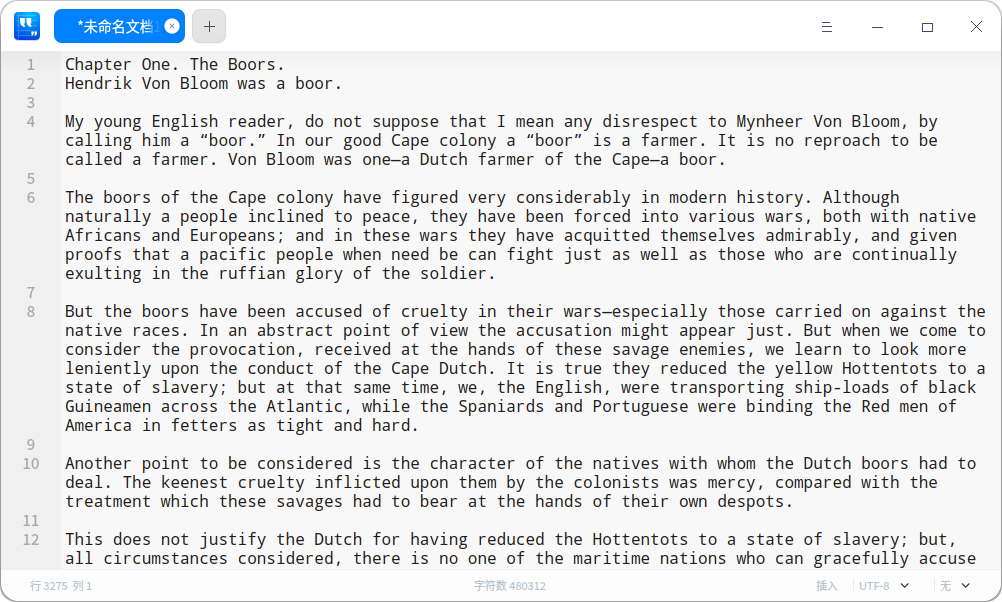 *未命名文档
1 Chapter One. The Boors.
2 Hendrik Von Bloom was a boor.
3
4 My young English reader, do not suppose that I mean any disrespect to Mynheer Von Bloom, by
calling him a “boor.” In our good Cape colony a “boor” is a farmer. It is no reproach to be
called a farmer. Von Bloom was one—a Dutch farmer of the Cape—a boor.
5
6 The boors of the Cape colony have figured very considerably in modern history. Although
naturally a people inclined to peace, they have been forced into various wars, both with native
Africans and Europeans; and in these wars they have acquitted themselves admirably, and given
proofs that a pacific people when need be can fight just as well as those who are continually
exulting in the ruffian glory of the soldier.
7
8 But the boors have been accused of cruelty in their wars—especially those carried on against the
native races. In an abstract point of view the accusation might appear just. But when we come to
consider the provocation, received at the hands of these savage enemies, we learn to look more
leniently upon the conduct of the Cape Dutch. It is true they reduced the yellow Hottentots to a
state of slavery; but at that same time, we, the English, were transporting ship-loads of black
Guineamen across the Atlantic, while the Spaniards and Portuguese were binding the Red men of
America in fetters as tight and hard.
9
10 Another point to be considered is the character of the natives with whom the Dutch boors had to
deal. The keenest cruelty inflicted upon them by the colonists was mercy, compared with the
treatment which these savages had to bear at the hands of their own despots.
11
12 This does not justify the Dutch for having reduced the Hottentots to a state of slavery; but,
all circumstances considered, there is no one of the maritime nations who can gracefully accuse
行 3275 列 1 字符数 480312 插入 UTF-8 无